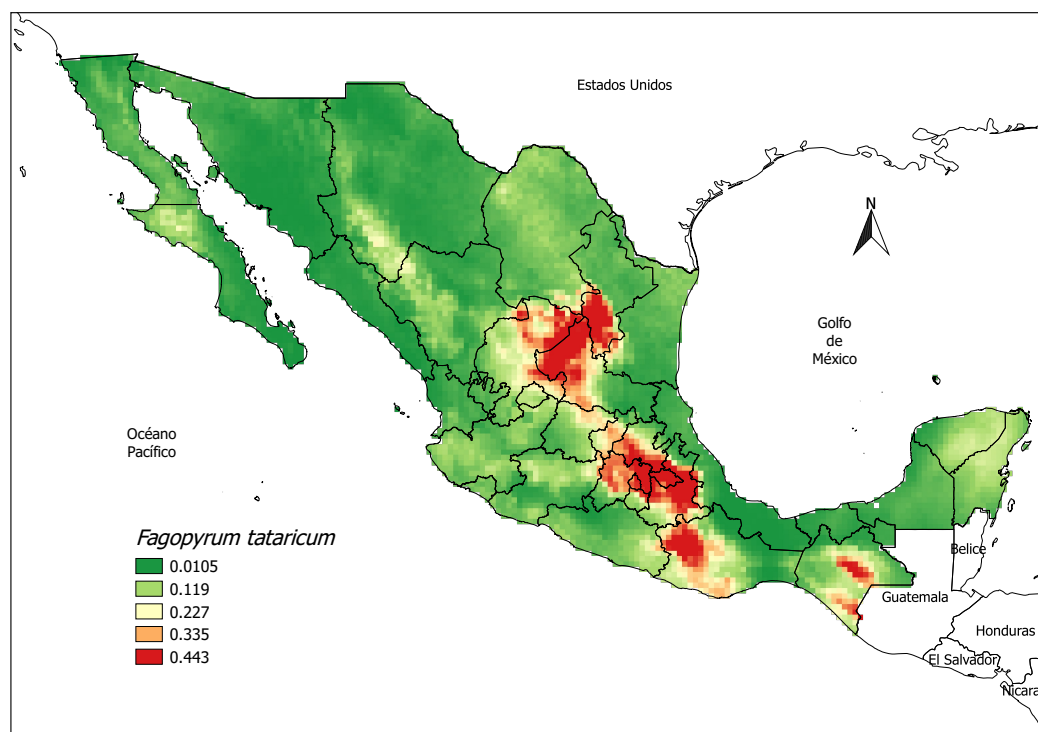 Estados Unidos
N
Golfo
de
México
Océano
Pacífico
Fagopyrum tataricum
0.0105
0.119
0.227
0.335
0.443
Belice
Guatemala
Honduras
El Salvador
Nicara